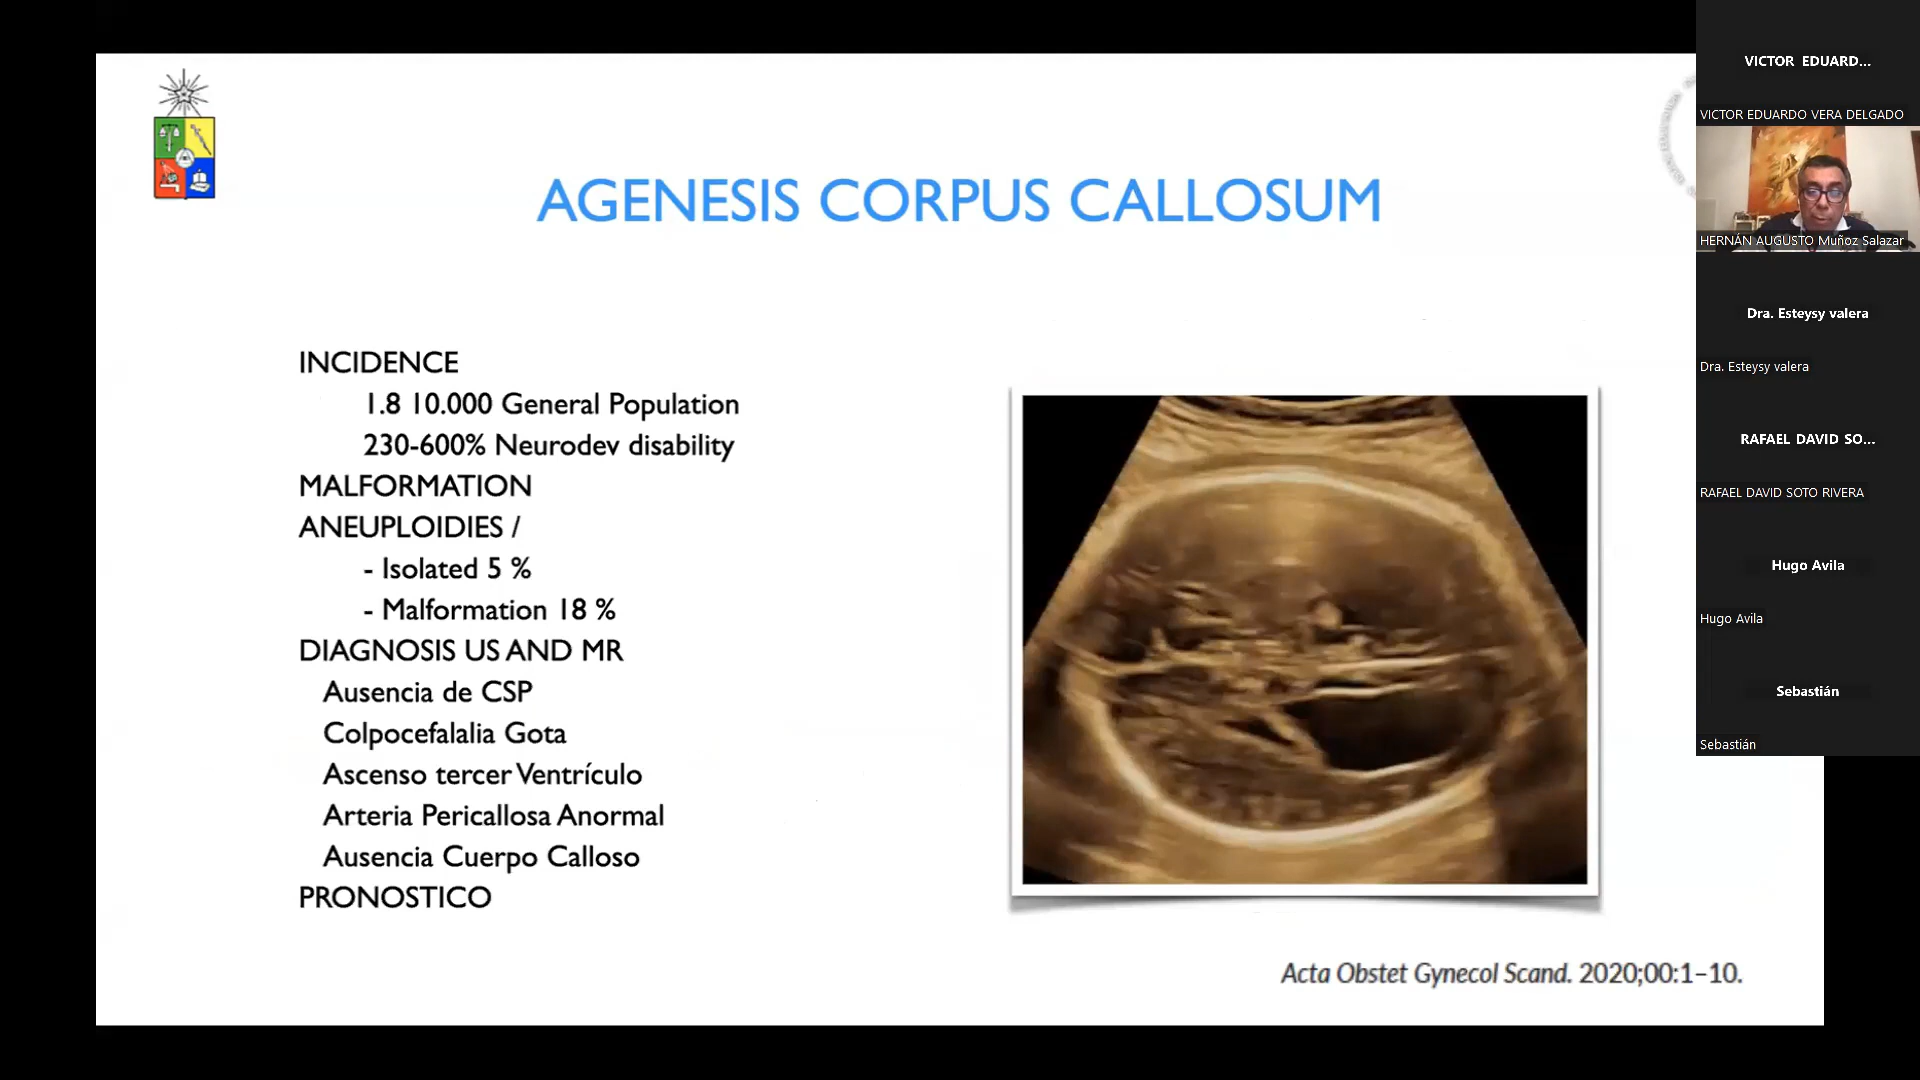 AGENESIS CORPUS CALLOSUM
INCIDENCE
1.8 10.000 General Population
230-600% Neurodev disability
MALFORMATION
ANEUPLOIDIES /
- Isolated 5 %
- Malformation 18 %
DIAGNOSIS US AND MR
Ausencia de CSP
Colpocefalalia Gota
Ascenso tercer Ventrículo
Arteria Pericallosa Anormal
Ausencia Cuerpo Calloso
PRONOSTICO
Acta Obstet Gynecol Scand. 2020;00:1–10.
VICTOR EDUARD...
VICTOR EDUARDO VERA DELGADO
HERNÁN AUGUSTO Muñoz Salazar
Dra. Esteysy valera
Dra. Esteysy valera
RAFAEL DAVID SO...
RAFAEL DAVID SOTO RIVERA
Hugo Avila
Hugo Avila
Sebastián
Sebastián